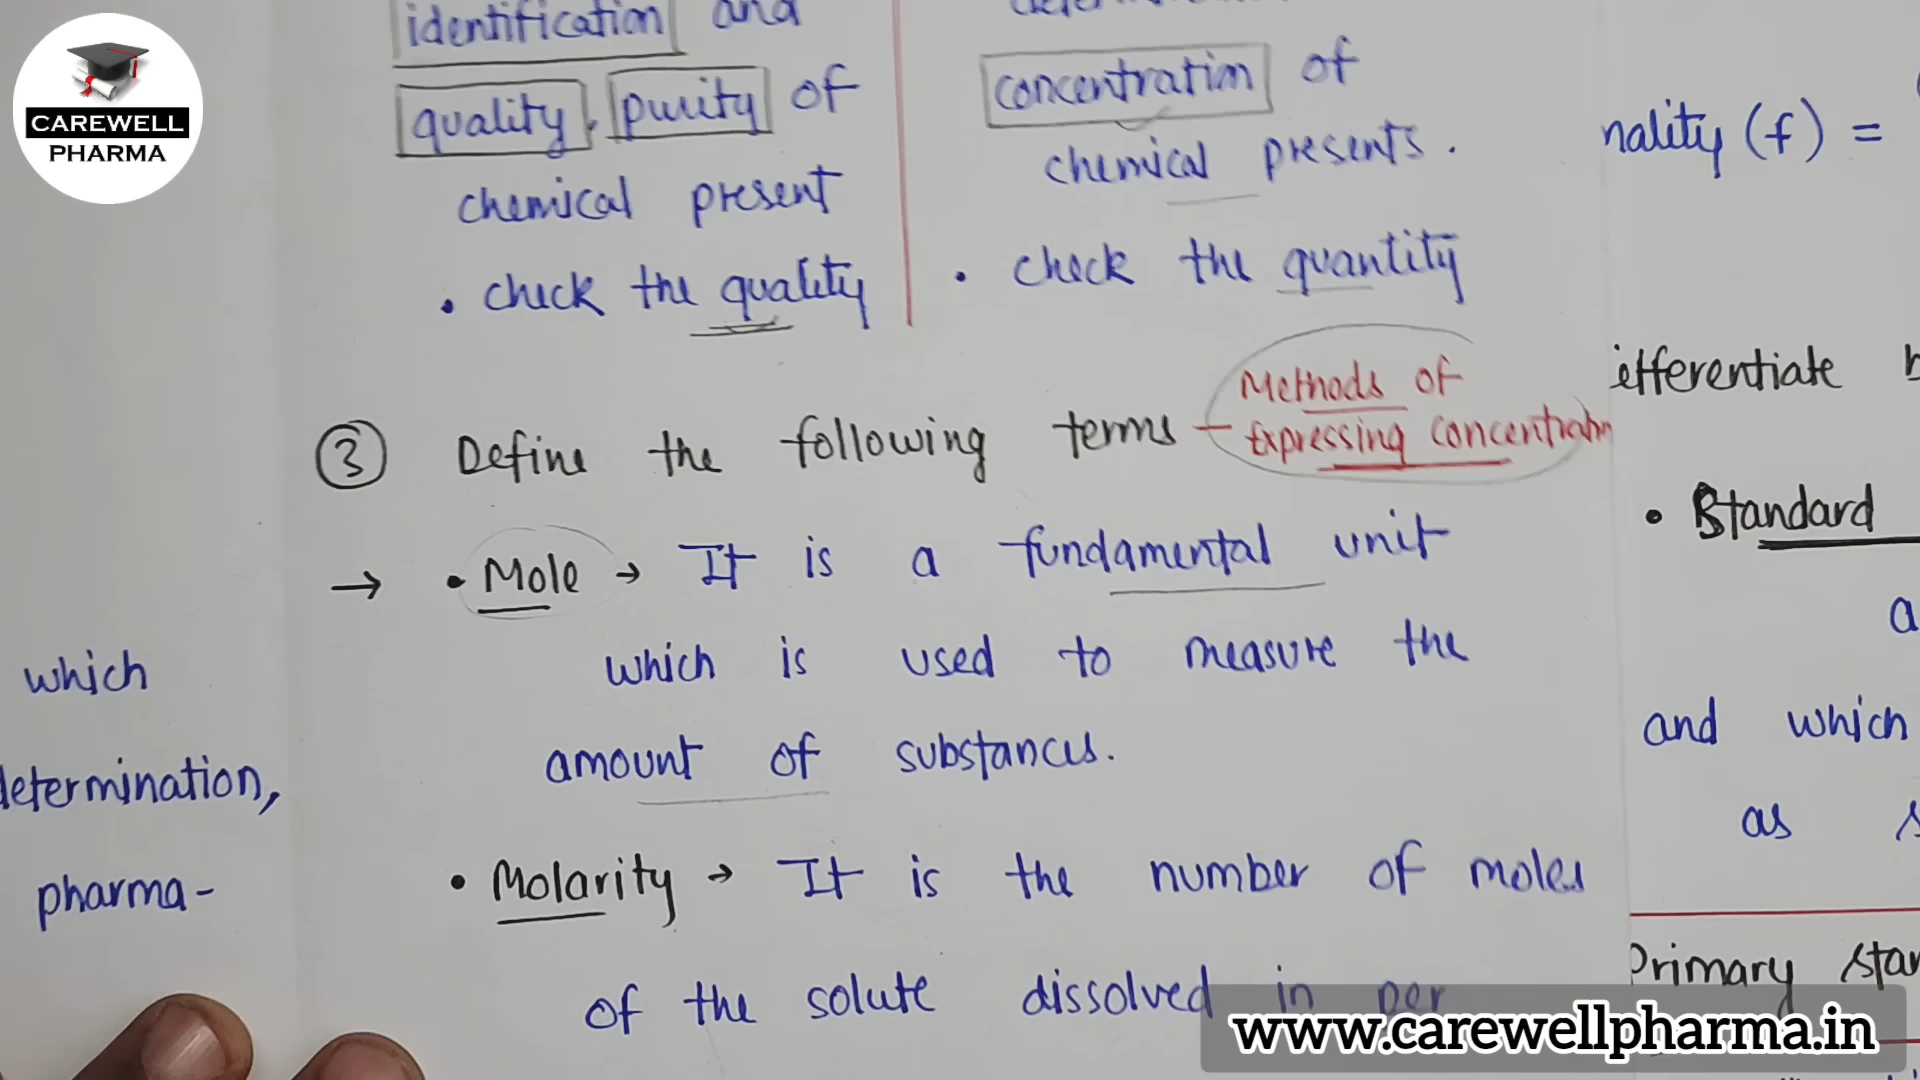 CAREWELL
PHARMA
identification and
quality, purity of
chemical present
• check the quality
concentration of
chemical presents.
• check the quantity
③ Define the following terms -
Methods of
Expressing concentration
→ • Mole → It is a fundamental unit
which is used to measure the
amount of substances.
• Molarity → It is the number of moles
of the solute dissolved in per
which
determination,
pharma-
nality (f) =
ifferentiate
• Standard
a
and which
as
Primary star
www.carewellpharma.in